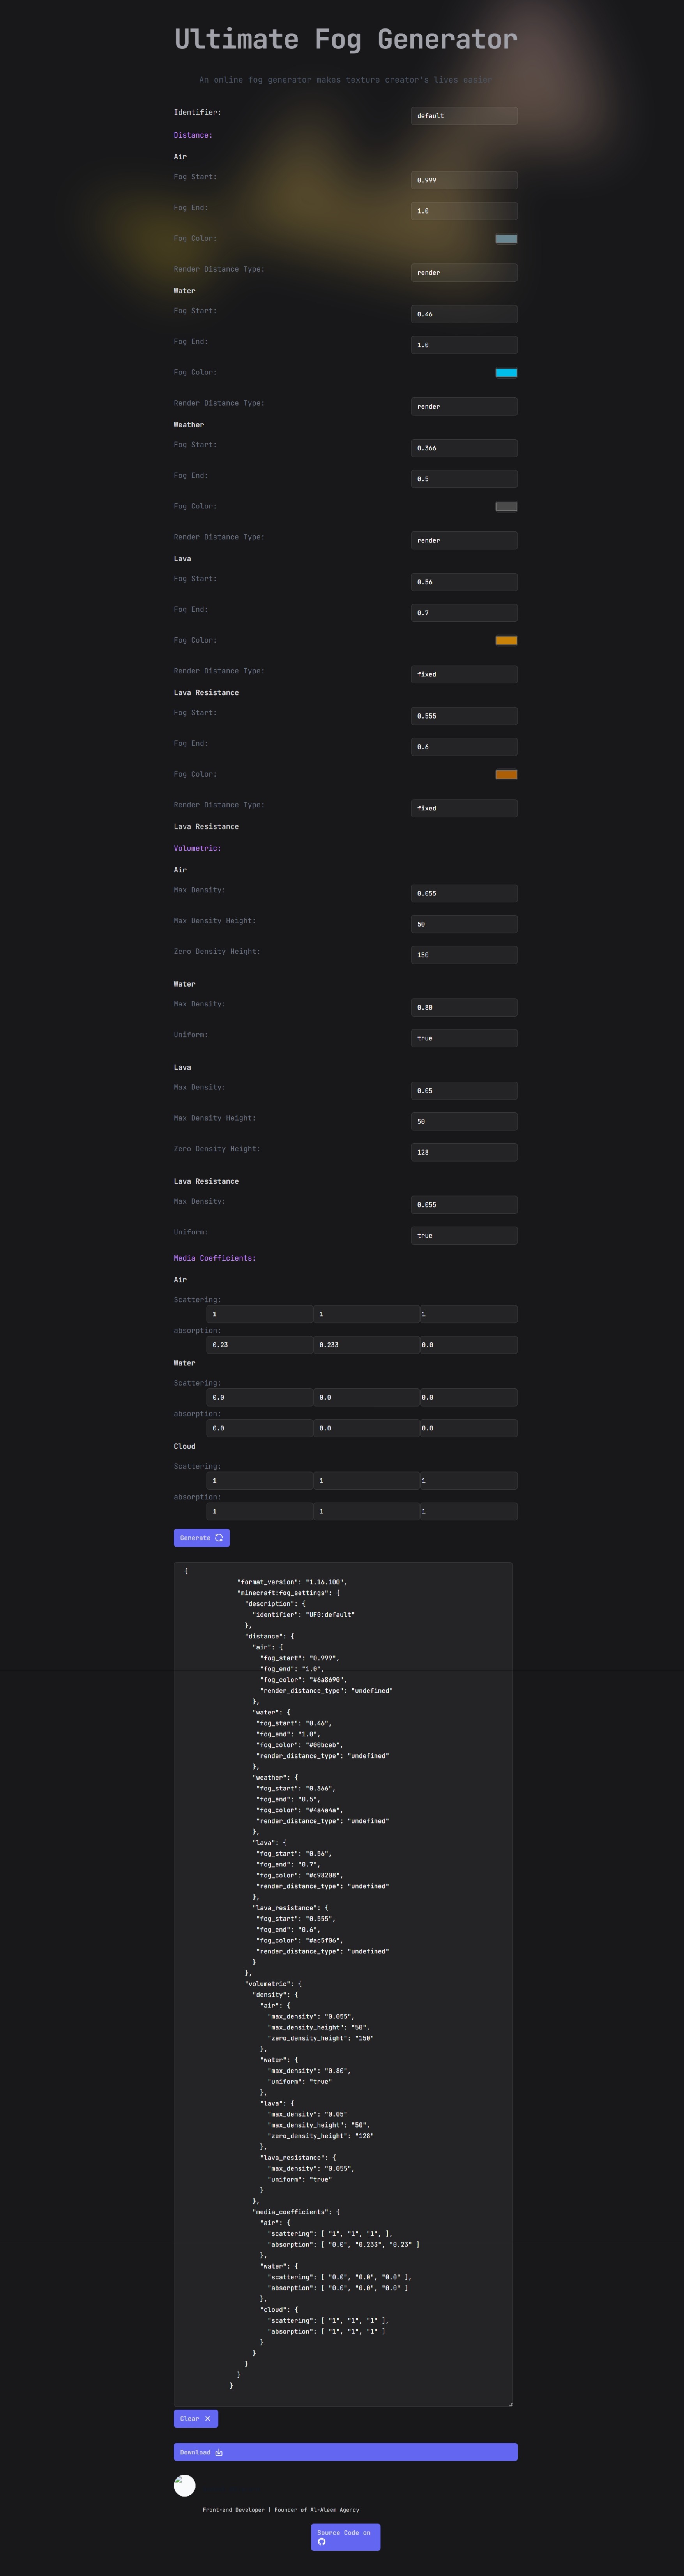 Ultimate Fog Generator
An online fog generator makes texture creator's lives easier
Identifier:
default
Distance:
Air
Fog Start:
0.999
Fog End:
1.0
Fog Color:
Render Distance Type:
render
Water
Fog Start:
0.46
Fog End:
1.0
Fog Color:
Render Distance Type:
render
Weather
Fog Start:
0.366
Fog End:
0.5
Fog Color:
Render Distance Type:
render
Lava
Fog Start:
0.56
Fog End:
0.7
Fog Color:
Render Distance Type:
fixed
Lava Resistance
Fog Start:
0.555
Fog End:
0.6
Fog Color:
Render Distance Type:
fixed
Lava Resistance
Volumetric:
Air
Max Density:
0.055
Max Density Height:
50
Zero Density Height:
150
Water
Max Density:
0.80
Uniform:
true
Lava
Max Density:
0.05
Max Density Height:
50
Zero Density Height:
128
Lava Resistance
Max Density:
0.055
Uniform:
true
Media Coefficients:
Air
Scattering:
1 1 1
absorption:
0.23 0.233 0.0
Water
Scattering:
0.0 0.0 0.0
absorption:
0.0 0.0 0.0
Cloud
Scattering:
1 1 1
absorption:
1 1 1
Generate
{
"format_version": "1.16.100",
"minecraft:fog_settings": {
"description": {
"identifier": "UFG:default"
},
"distance": {
"air": {
"fog_start": "0.999",
"fog_end": "1.0",
"fog_color": "#6a8690",
"render_distance_type": "undefined"
},
"water": {
"fog_start": "0.46",
"fog_end": "1.0",
"fog_color": "#00bceb",
"render_distance_type": "undefined"
},
"weather": {
"fog_start": "0.366",
"fog_end": "0.5",
"fog_color": "#4a4a4a",
"render_distance_type": "undefined"
},
"lava": {
"fog_start": "0.56",
"fog_end": "0.7",
"fog_color": "#c98208",
"render_distance_type": "undefined"
},
"lava_resistance": {
"fog_start": "0.555",
"fog_end": "0.6",
"fog_color": "#ac5f06",
"render_distance_type": "undefined"
}
},
"volumetric": {
"density": {
"air": {
"max_density": "0.055",
"max_density_height": "50",
"zero_density_height": "150"
},
"water": {
"max_density": "0.80",
"uniform": "true"
},
"lava": {
"max_density": "0.05"
"max_density_height": "50",
"zero_density_height": "128"
},
"lava_resistance": {
"max_density": "0.055",
"uniform": "true"
}
},
"media_coefficients": {
"air": {
"scattering": [ "1", "1", "1", ],
"absorption": [ "0.0", "0.233", "0.23" ]
},
"water": {
"scattering": [ "0.0", "0.0", "0.0" ],
"absorption": [ "0.0", "0.0", "0.0" ]
},
"cloud": {
"scattering": [ "1", "1", "1" ],
"absorption": [ "1", "1", "1" ]
}
}
}
}
}
Clear
Download
Front-end Developer | Founder of Al-Aleem Agency
Source Code on